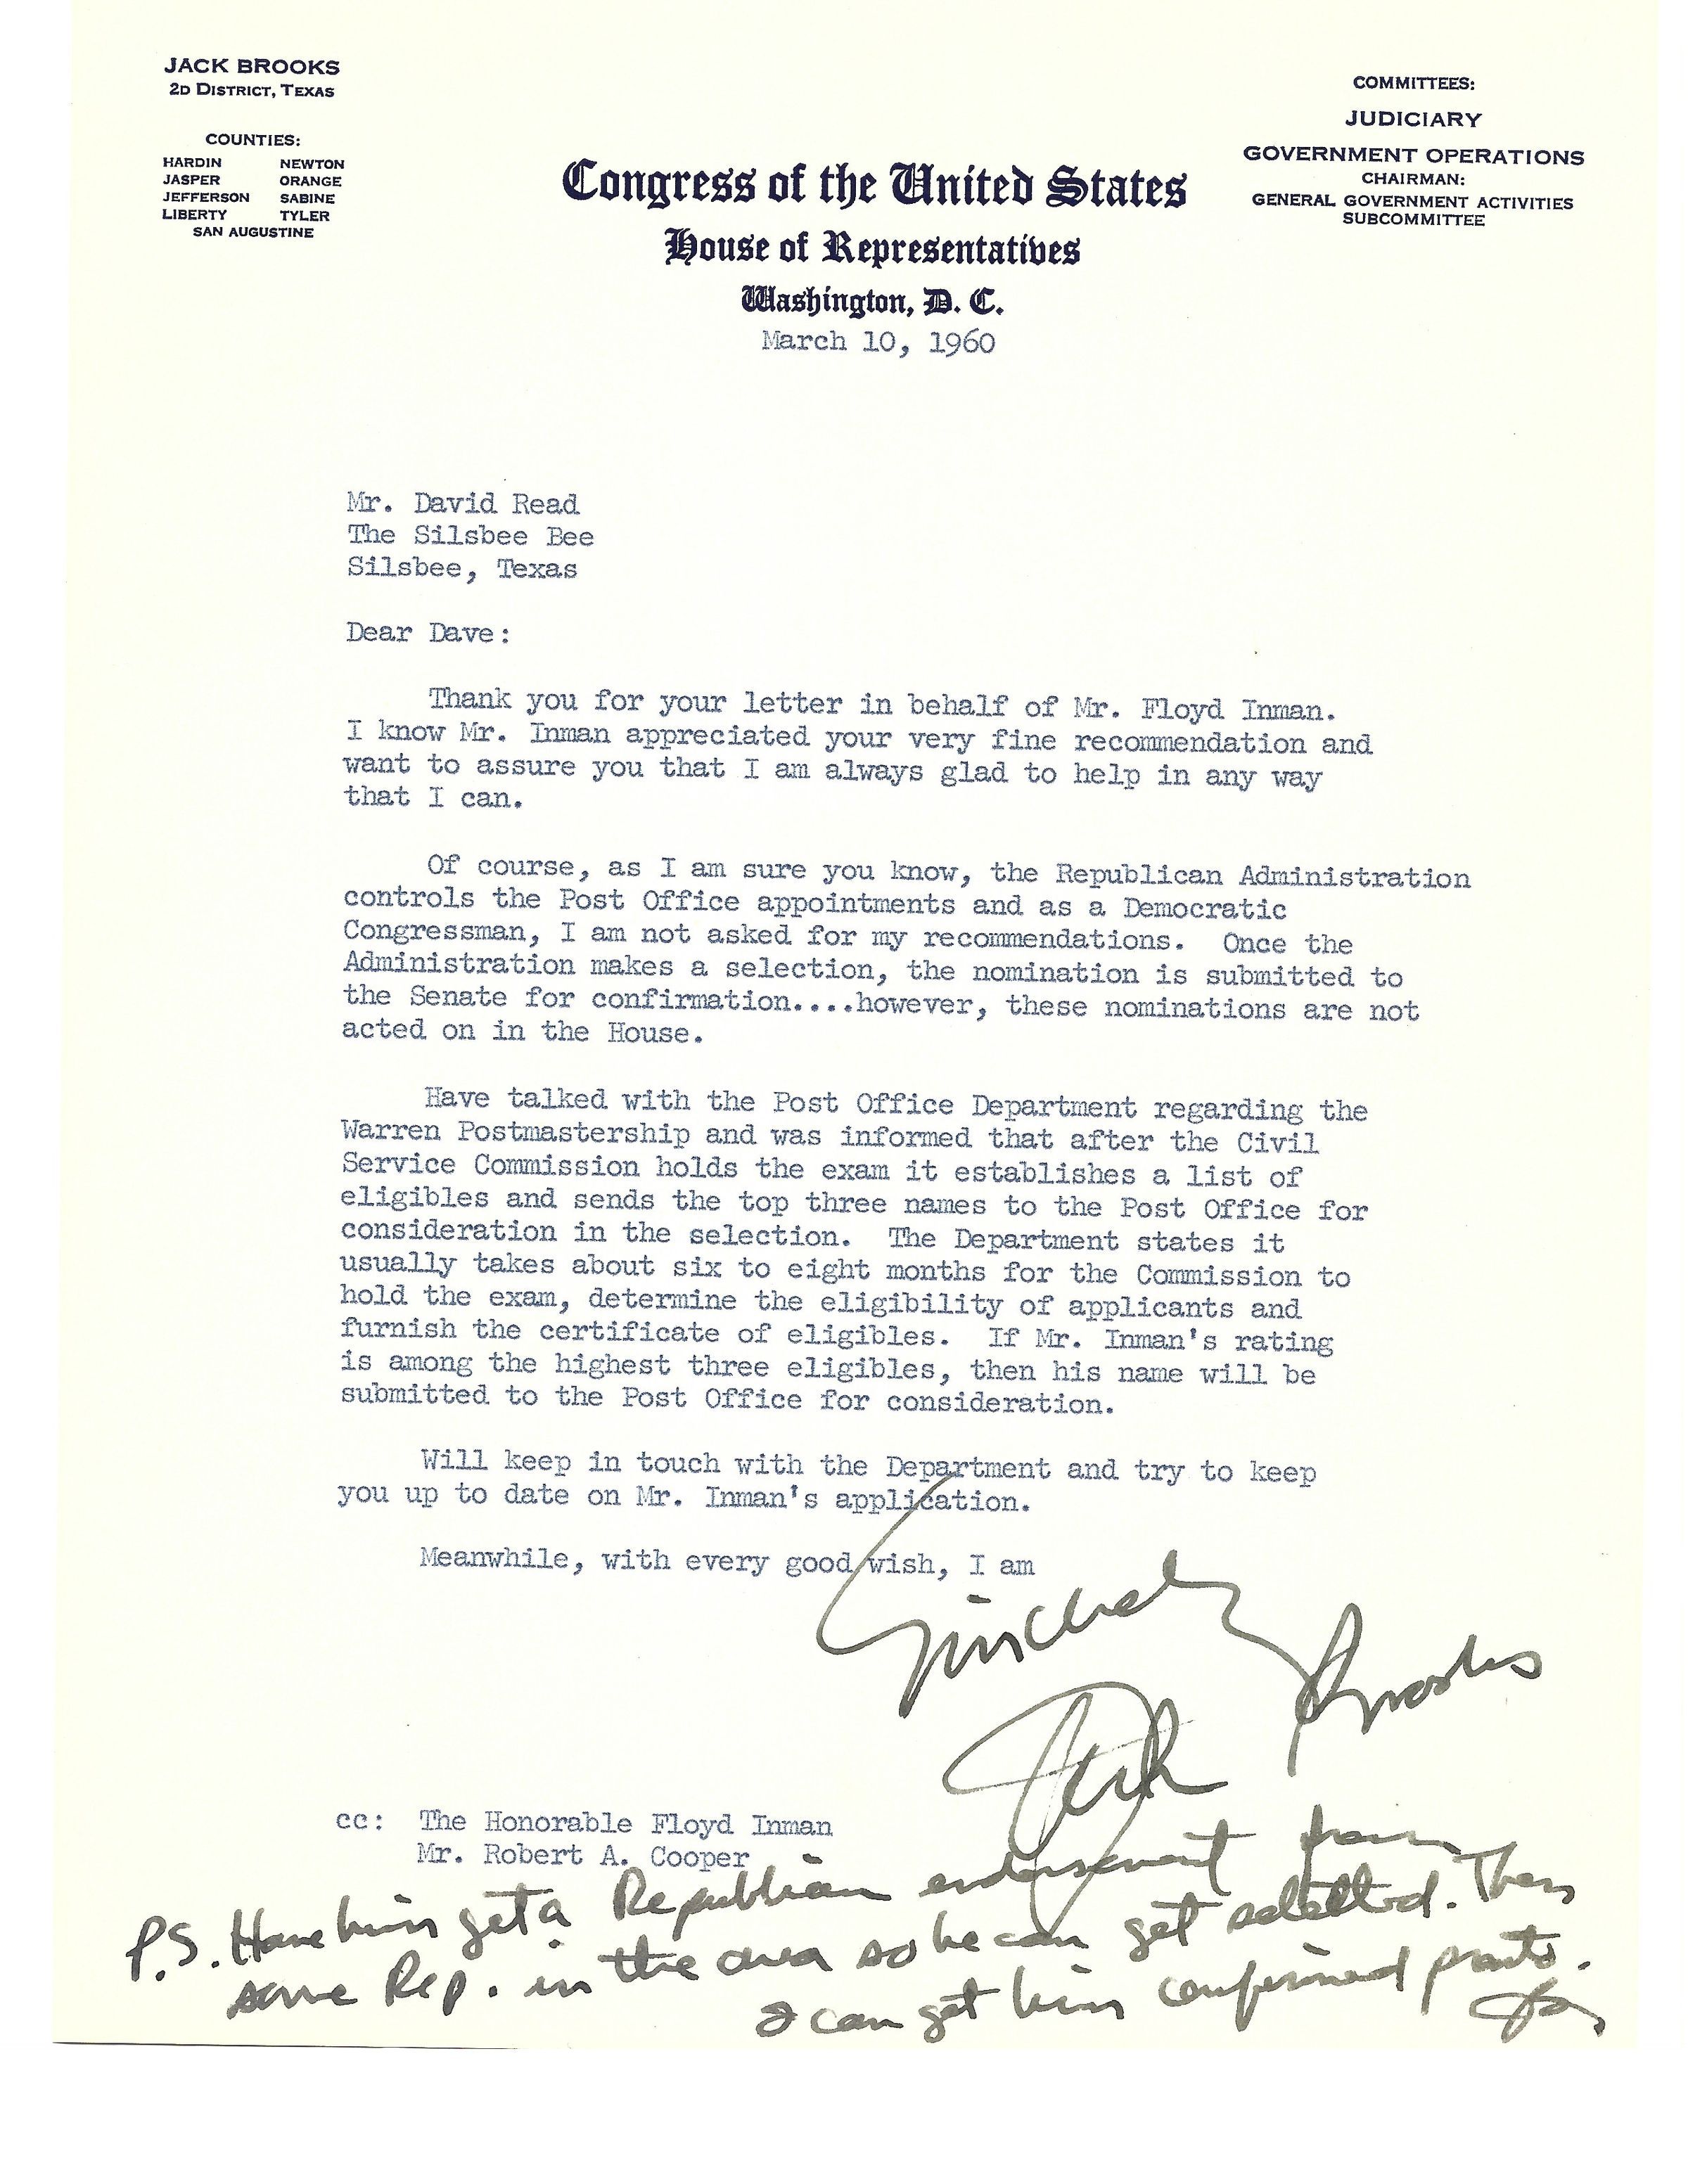 JACK BROOKS
2D DISTRICT, TEXAS
COUNTIES:
HARDIN NEWTON
JASPER ORANGE
JEFFERSON SABINE
LIBERTY TYLER
SAN AUGUSTINE
COMMITTEES:
JUDICIARY
GOVERNMENT OPERATIONS
CHAIRMAN:
GENERAL GOVERNMENT ACTIVITIES
SUBCOMMITTEE
Congress of the United States
House of Representatives
Washington, D. C.
March 10, 1960
Mr. David Read
The Silsbee Bee
Silsbee, Texas
Dear Dave:
Thank you for your letter in behalf of Mr. Floyd Inman.
I know Mr. Inman appreciated your very fine recommendation and
want to assure you that I am always glad to help in any way
that I can.
Of course, as I am sure you know, the Republican Administration
controls the Post Office appointments and as a Democratic
Congressman, I am not asked for my recommendations. Once the
Administration makes a selection, the nomination is submitted to
the Senate for confirmation....however, these nominations are not
acted on in the House.
Have talked with the Post Office Department regarding the
Warren Postmastership and was informed that after the Civil
Service Commission holds the exam it establishes a list of
eligibles and sends the top three names to the Post Office for
consideration in the selection. The Department states it
usually takes about six to eight months for the Commission to
hold the exam, determine the eligibility of applicants and
furnish the certificate of eligibles. If Mr. Inman's rating
is among the highest three eligibles, then his name will be
submitted to the Post Office for consideration.
Will keep in touch with the Department and try to keep
you up to date on Mr. Inman's application.
Meanwhile, with every good wish, I am
Sincerely
Jack Brooks
cc: The Honorable Floyd Inman
Mr. Robert A. Cooper
P.S. Have him get a Republican endorsement from
some Rep. in the area so he can get selected. Then
I can get him confirmed pronto.